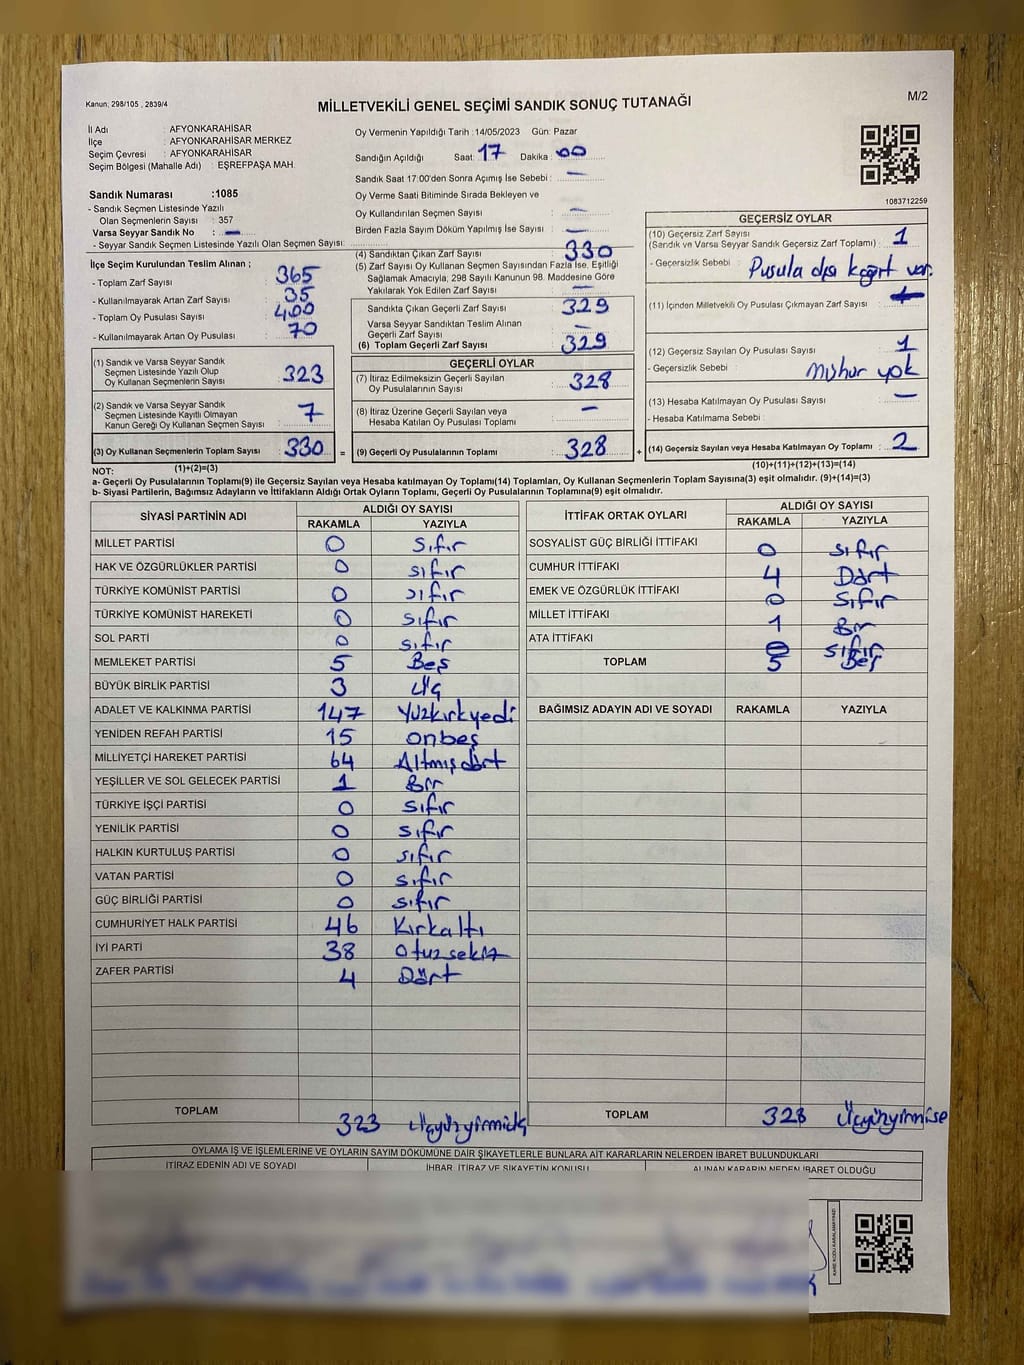 Kanun; 298/105 , 2839/4
MİLLETVEKİLİ GENEL SEÇİMİ SANDIK SONUÇ TUTANAĞI
M/2
İl Adı : AFYONKARAHİSAR
İlçe : AFYONKARAHİSAR MERKEZ
Seçim Çevresi : AFYONKARAHİSAR
Seçim Bölgesi (Mahalle Adı) : EŞREFPAŞA MAH.
Sandık Numarası :1085
- Sandık Seçmen Listesinde Yazılı
Olan Seçmenlerin Sayısı : 357
Varsa Seyyar Sandık No : —
- Seyyar Sandık Seçmen Listesinde Yazılı Olan Seçmen Sayısı:
Oy Vermenin Yapıldığı Tarih :14/05/2023 Gün: Pazar
Sandığın Açıldığı Saat: 17 Dakika : 00
Sandık Saat 17:00'den Sonra Açımış İse Sebebi : —
Oy Verme Saati Bitiminde Sırada Bekleyen ve
Oy Kullandırılan Seçmen Sayısı : —
Birden Fazla Sayım Döküm Yapılmış İse Sayısı : —
1083712259
İlçe Seçim Kurulundan Teslim Alınan ;
- Toplam Zarf Sayısı : 365
- Kullanılmayarak Artan Zarf Sayısı : 35
- Toplam Oy Pusulası Sayısı : 400
- Kullanılmayarak Artan Oy Pusulası : 70
(4) Sandıktan Çıkan Zarf Sayısı : 330
(5) Zarf Sayısı Oy Kullanan Seçmen Sayısından Fazla İse, Eşitliği
Sağlamak Amacıyla, 298 Sayılı Kanunun 98. Maddesine Göre
Yakılarak Yok Edilen Zarf Sayısı : —
Sandıkta Çıkan Geçerli Zarf Sayısı : 329
Varsa Seyyar Sandıktan Teslim Alınan
Geçerli Zarf Sayısı : —
(6) Toplam Geçerli Zarf Sayısı : 329
GEÇERSİZ OYLAR
(10) Geçersiz Zarf Sayısı
(Sandık ve Varsa Seyyar Sandık Geçersiz Zarf Toplamı) : 1
- Geçersizlik Sebebi : Pusula dışı kağıt var.
(11) İçinden Milletvekili Oy Pusulası Çıkmayan Zarf Sayısı :
(12) Geçersiz Sayılan Oy Pusulası Sayısı : 1
- Geçersizlik Sebebi : Mühür yok
(13) Hesaba Katılmayan Oy Pusulası Sayısı : —
- Hesaba Katılmama Sebebi :
(14) Geçersiz Sayılan veya Hesaba Katılmayan Oy Toplamı : 2
(1) Sandık ve Varsa Seyyar Sandık
Seçmen Listesinde Yazılı Olup
Oy Kullanan Seçmenlerin Sayısı : 323
(2) Sandık ve Varsa Seyyar Sandık
Seçmen Listesinde Kayıtlı Olmayan
Kanun Gereği Oy Kullanan Seçmen Sayısı : 7
(3) Oy Kullanan Seçmenlerin Toplam Sayısı : 330 =
GEÇERLİ OYLAR
(7) İtiraz Edilmeksizin Geçerli Sayılan
Oy Pusulalarının Sayısı : 328
(8) İtiraz Üzerine Geçerli Sayılan veya
Hesaba Katılan Oy Pusulası Toplamı : —
(9) Geçerli Oy Pusulalarının Toplamı : 328 +
NOT: (1)+(2)=(3)
(10)+(11)+(12)+(13)=(14)
a- Geçerli Oy Pusulalarının Toplamı(9) ile Geçersiz Sayılan veya Hesaba katılmayan Oy Toplamı(14) Toplamları, Oy Kullanan Seçmenlerin Toplam Sayısına(3) eşit olmalıdır. (9)+(14)=(3)
b- Siyasi Partilerin, Bağımsız Adayların ve İttifakların Aldığı Ortak Oyların Toplamı, Geçerli Oy Pusulalarının Toplamına(9) eşit olmalıdır.
SİYASİ PARTİNİN ADI ALDIĞI OY SAYISI
RAKAMLA YAZIYLA
MİLLET PARTİSİ 0 Sıfır
HAK VE ÖZGÜRLÜKLER PARTİSİ 0 sıfır
TÜRKİYE KOMÜNİST PARTİSİ 0 sıfır
TÜRKİYE KOMÜNİST HAREKETİ 0 sıfır
SOL PARTİ 0 sıfır
MEMLEKET PARTİSİ 5 Beş
BÜYÜK BİRLİK PARTİSİ 3 Üç
ADALET VE KALKINMA PARTİSİ 147 Yüzkırkyedi
YENİDEN REFAH PARTİSİ 15 onbeş
MİLLİYETÇİ HAREKET PARTİSİ 64 Altmışdört
YEŞİLLER VE SOL GELECEK PARTİSİ 1 Bir
TÜRKİYE İŞÇİ PARTİSİ 0 sıfır
YENİLİK PARTİSİ 0 sıfır
HALKIN KURTULUŞ PARTİSİ 0 sıfır
VATAN PARTİSİ 0 sıfır
GÜÇ BİRLİĞİ PARTİSİ 0 sıfır
CUMHURİYET HALK PARTİSİ 46 Kırkaltı
İYİ PARTİ 38 Otuzsekiz
ZAFER PARTİSİ 4 Dört
TOPLAM 323 Üçyüzyirmiüç
İTTİFAK ORTAK OYLARI ALDIĞI OY SAYISI
RAKAMLA YAZIYLA
SOSYALİST GÜÇ BİRLİĞİ İTTİFAKI 0 sıfır
CUMHUR İTTİFAKI 4 Dört
EMEK VE ÖZGÜRLÜK İTTİFAKI 0 Sıfır
MİLLET İTTİFAKI 1 Bir
ATA İTTİFAKI 0 sıfır
TOPLAM 5 Beş
BAĞIMSIZ ADAYIN ADI VE SOYADI RAKAMLA YAZIYLA
TOPLAM 328
OYLAMA İŞ VE İŞLEMLERİNE VE OYLARIN SAYIM DÖKÜMÜNE DAİR ŞİKAYETLERLE BUNLARA AİT KARARLARIN NELERDEN İBARET BULUNDUKLARI
İTİRAZ EDENİN ADI VE SOYADI İHBAR, İTİRAZ VE ŞİKAYETİN KONUSU ALINAN KARARIN NEDEN İBARET OLDUĞU